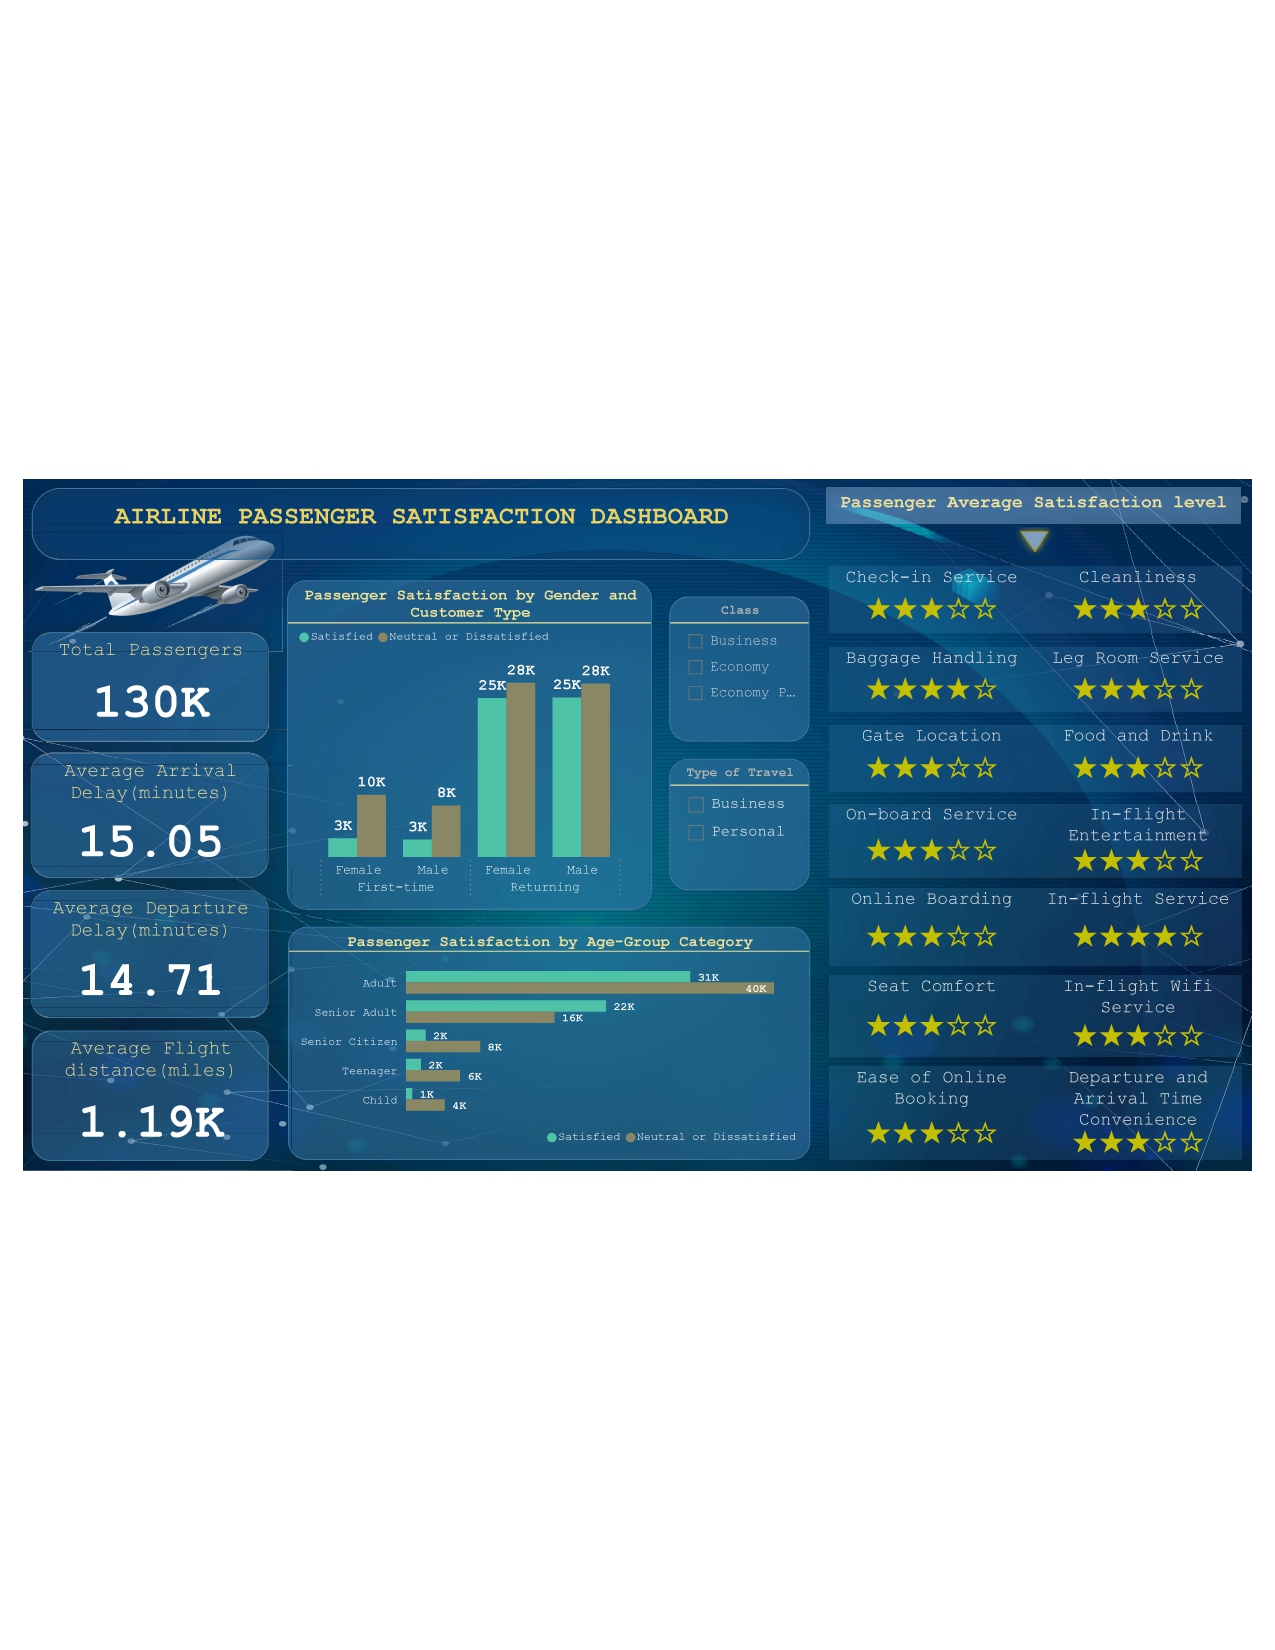 AIRLINE PASSENGER SATISFACTION DASHBOARD
Total Passengers
130K
Average Arrival
Delay(minutes)
15.05
Average Departure
Delay(minutes)
14.71
Average Flight
distance(miles)
1.19K
Passenger Satisfaction by Gender and
Customer Type
Satisfied Neutral or Dissatisfied
28K 28K
25K 25K
10K
8K
3K 3K
Female Male Female Male
First-time Returning
Class
Business
Economy
Economy P…
Type of Travel
Business
Personal
Passenger Satisfaction by Age-Group Category
Adult 31K
40K
Senior Adult 22K
16K
Senior Citizen 2K
8K
Teenager 2K
6K
Child 1K
4K
Satisfied Neutral or Dissatisfied
Passenger Average Satisfaction level
Check-in Service Cleanliness
Baggage Handling Leg Room Service
Gate Location Food and Drink
On-board Service In-flight
Entertainment
Online Boarding In-flight Service
Seat Comfort In-flight Wifi
Service
Ease of Online Departure and
Booking Arrival Time
Convenience